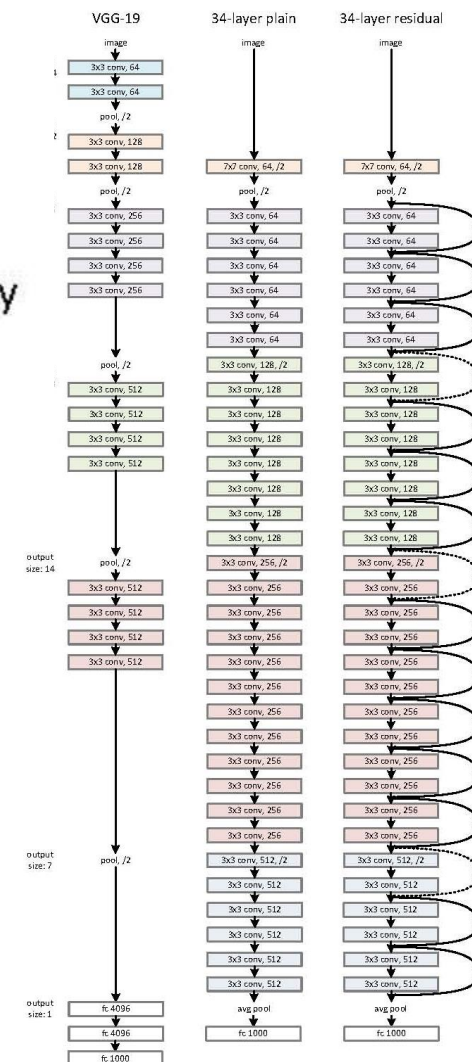 VGG-19
image
3x3 conv, 64
3x3 conv, 64
pool, /2
3x3 conv, 128
3x3 conv, 128
pool, /2
3x3 conv, 256
3x3 conv, 256
3x3 conv, 256
3x3 conv, 256
pool, /2
3x3 conv, 512
3x3 conv, 512
3x3 conv, 512
3x3 conv, 512
output
size: 14
pool, /2
3x3 conv, 512
3x3 conv, 512
3x3 conv, 512
3x3 conv, 512
output
size: 7
pool, /2
output
size: 1
fc 4096
fc 4096
fc 1000
34-layer plain
image
7x7 conv, 64, /2
pool, /2
3x3 conv, 64
3x3 conv, 64
3x3 conv, 64
3x3 conv, 64
3x3 conv, 64
3x3 conv, 64
3x3 conv, 128, /2
3x3 conv, 128
3x3 conv, 128
3x3 conv, 128
3x3 conv, 128
3x3 conv, 128
3x3 conv, 128
3x3 conv, 128
3x3 conv, 256, /2
3x3 conv, 256
3x3 conv, 256
3x3 conv, 256
3x3 conv, 256
3x3 conv, 256
3x3 conv, 256
3x3 conv, 256
3x3 conv, 256
3x3 conv, 256
3x3 conv, 256
3x3 conv, 256
3x3 conv, 512, /2
3x3 conv, 512
3x3 conv, 512
3x3 conv, 512
3x3 conv, 512
3x3 conv, 512
avg pool
fc 1000
34-layer residual
image
7x7 conv, 64, /2
pool, /2
3x3 conv, 64
3x3 conv, 64
3x3 conv, 64
3x3 conv, 64
3x3 conv, 64
3x3 conv, 64
3x3 conv, 128, /2
3x3 conv, 128
3x3 conv, 128
3x3 conv, 128
3x3 conv, 128
3x3 conv, 128
3x3 conv, 128
3x3 conv, 128
3x3 conv, 256, /2
3x3 conv, 256
3x3 conv, 256
3x3 conv, 256
3x3 conv, 256
3x3 conv, 256
3x3 conv, 256
3x3 conv, 256
3x3 conv, 256
3x3 conv, 256
3x3 conv, 256
3x3 conv, 256
3x3 conv, 512, /2
3x3 conv, 512
3x3 conv, 512
3x3 conv, 512
3x3 conv, 512
3x3 conv, 512
avg pool
fc 1000